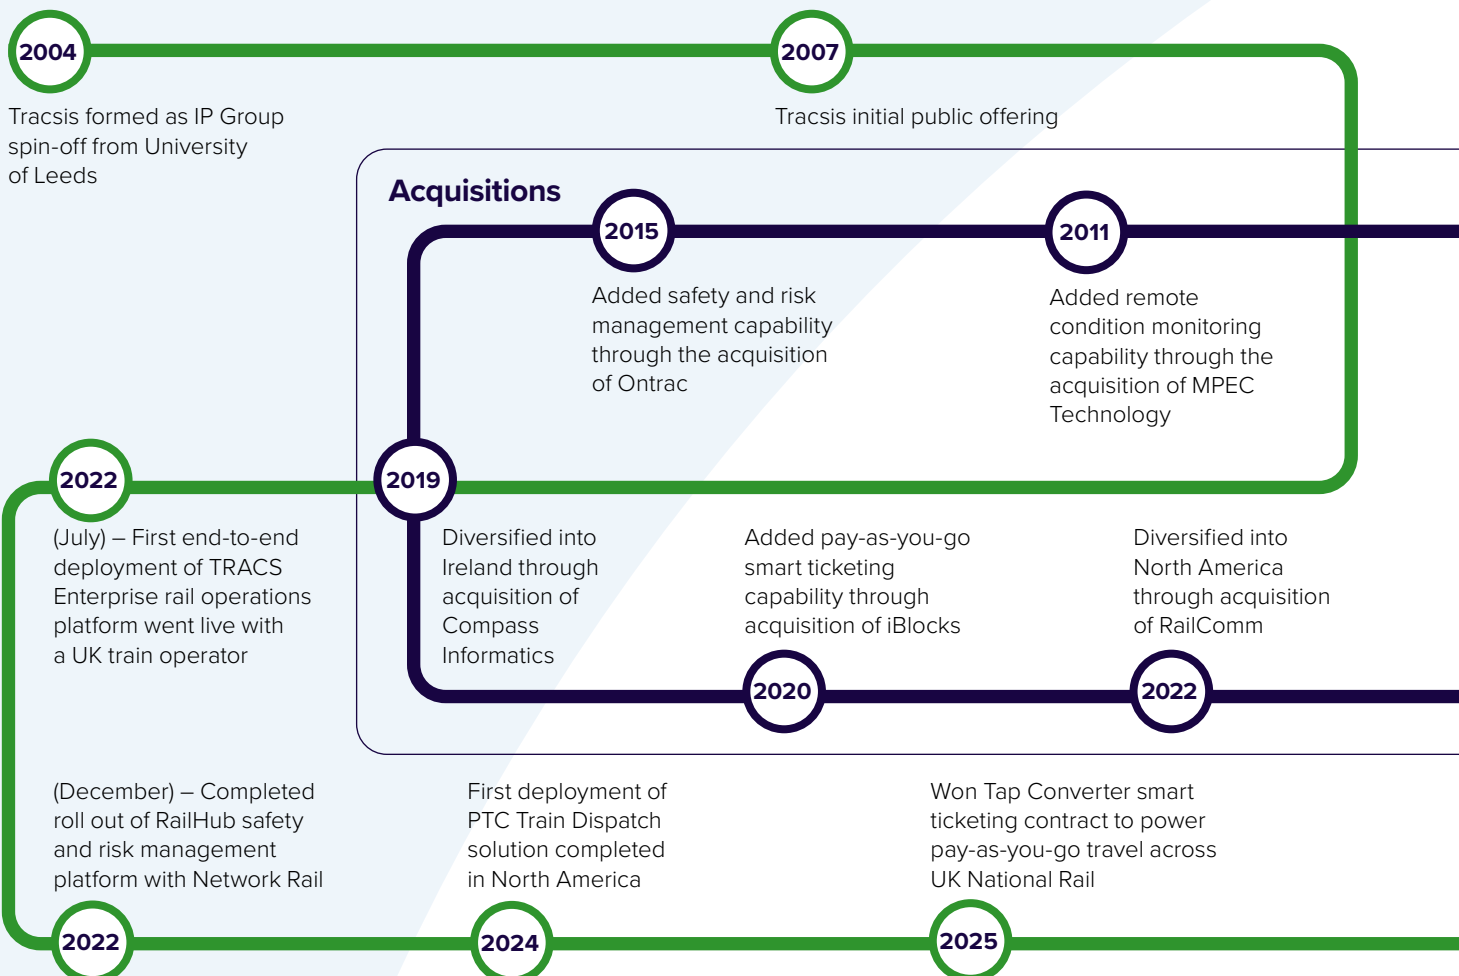 2004
Tracsis formed as IP Group
spin-off from University
of Leeds
2007
Tracsis initial public offering
Acquisitions
2015
Added safety and risk
management capability
through the acquisition
of Ontrac
2011
Added remote
condition monitoring
capability through the
acquisition of MPEC
Technology
2022
(July) – First end-to-end
deployment of TRACS
Enterprise rail operations
platform went live with
a UK train operator
2019
Diversified into
Ireland through
acquisition of
Compass
Informatics
Added pay-as-you-go
smart ticketing
capability through
acquisition of iBlocks
2020
Diversified into
North America
through acquisition
of RailComm
2022
(December) – Completed
roll out of RailHub safety
and risk management
platform with Network Rail
2022
First deployment of
PTC Train Dispatch
solution completed
in North America
2024
Won Tap Converter smart
ticketing contract to power
pay-as-you-go travel across
UK National Rail
2025